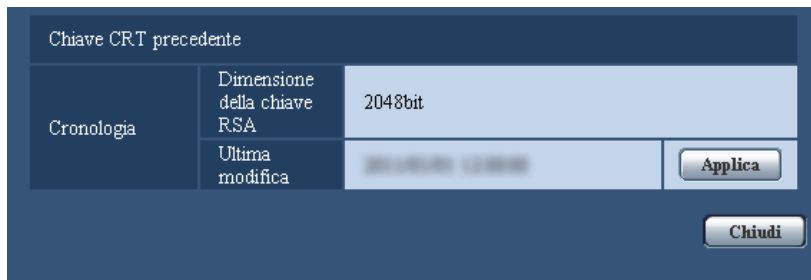 Chiave CRT precedente
Cronologia
Dimensione
della chiave
RSA
2048bit
Ultima
modifica
Applica
Chiudi